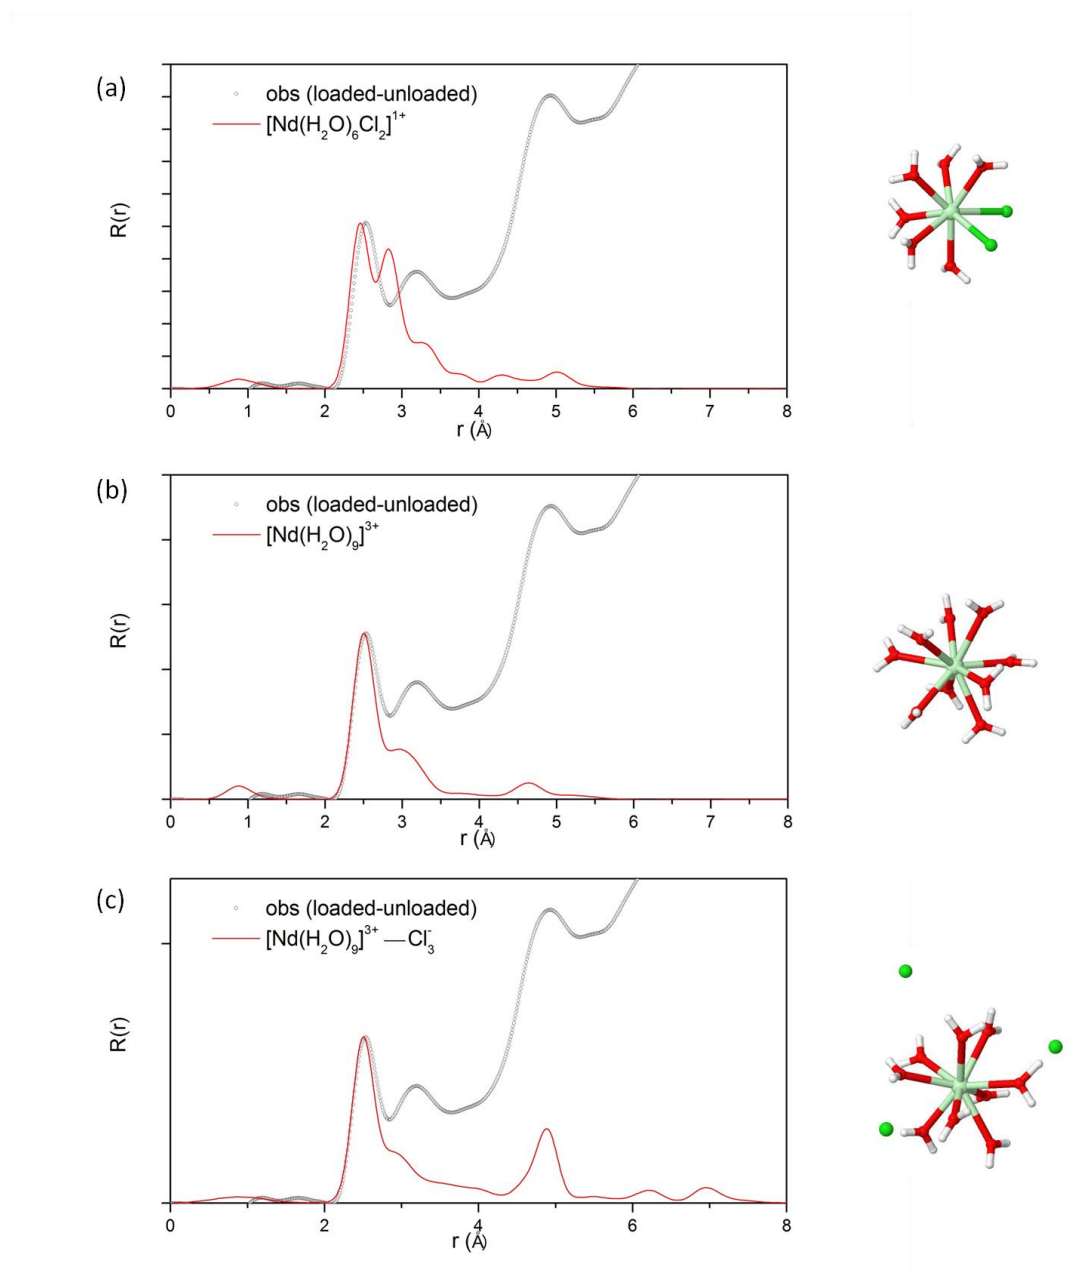 (a)
obs (loaded-unloaded)
[Nd(H2O)6Cl2]1+
R(r)
0 1 2 3 4 5 6 7 8
r (Å)
(b)
obs (loaded-unloaded)
[Nd(H2O)9]3+
R(r)
0 1 2 3 4 5 6 7 8
r (Å)
(c)
obs (loaded-unloaded)
[Nd(H2O)9]3+ —Cl3-
R(r)
0 2 4 6 8
r (Å)